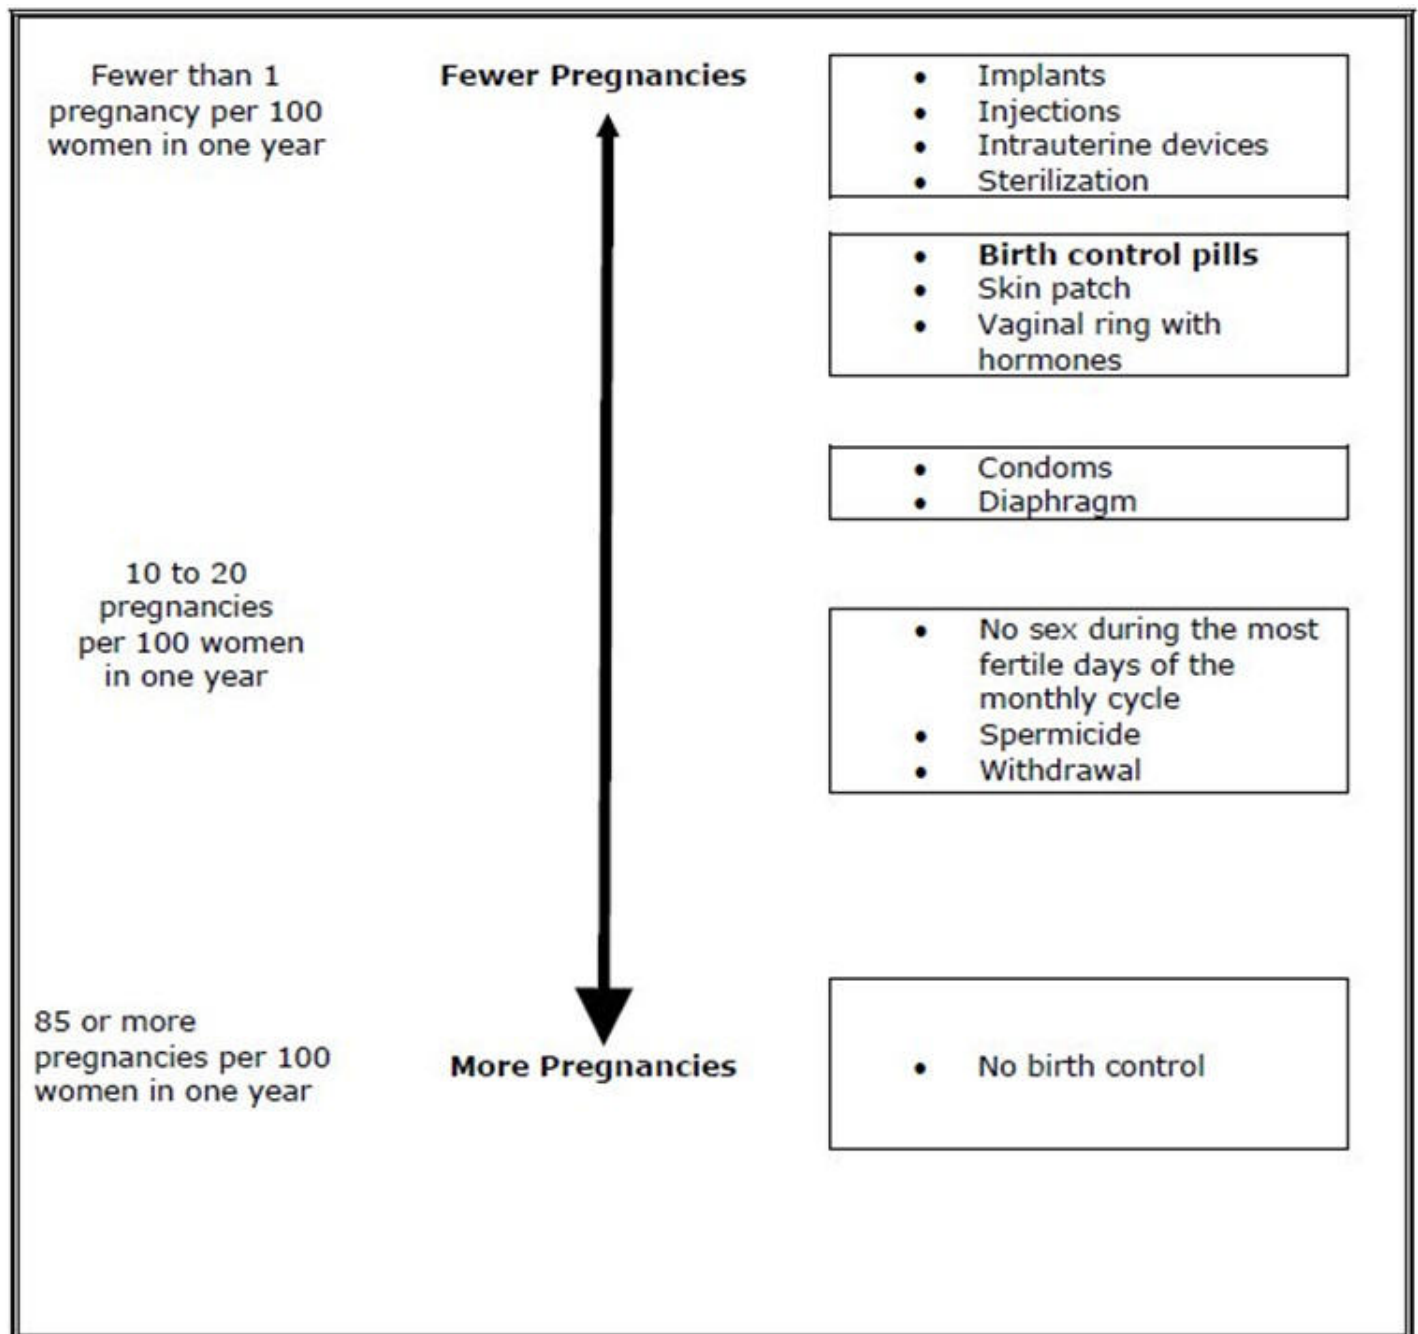 Fewer than 1
pregnancy per 100
women in one year
Fewer Pregnancies
• Implants
• Injections
• Intrauterine devices
• Sterilization
• Birth control pills
• Skin patch
• Vaginal ring with
hormones
• Condoms
• Diaphragm
10 to 20
pregnancies
per 100 women
in one year
• No sex during the most
fertile days of the
monthly cycle
• Spermicide
• Withdrawal
85 or more
pregnancies per 100
women in one year
More Pregnancies
• No birth control